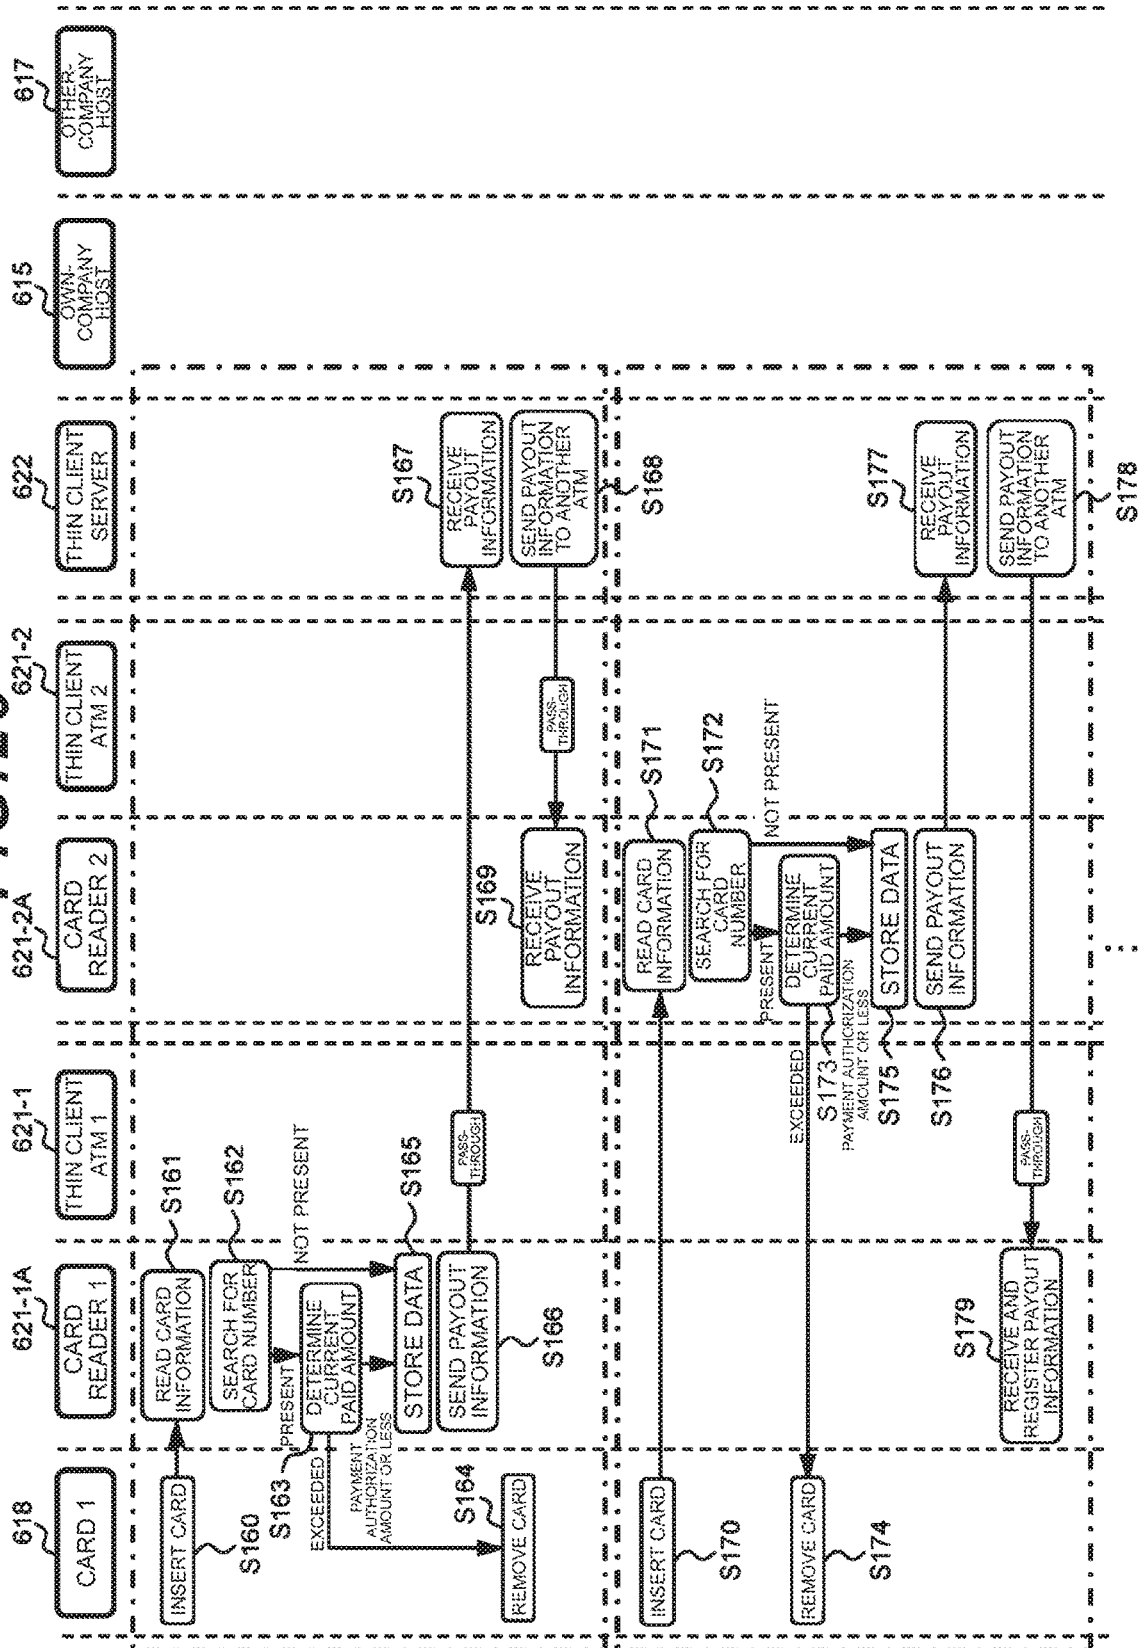 618
CARD 1
621-1A
CARD
READER 1
621-1
THIN CLIENT
ATM 1
621-2A
CARD
READER 2
621-2
THIN CLIENT
ATM 2
622
THIN CLIENT
SERVER
615
OWN-
COMPANY
HOST
617
OTHER-
COMPANY
HOST
INSERT CARD
S160
READ CARD
INFORMATION
S161
SEARCH FOR
CARD NUMBER
S162
PRESENT
NOT PRESENT
S163
DETERMINE
CURRENT
PAID AMOUNT
EXCEEDED
PAYMENT
AUTHORIZATION
AMOUNT OR LESS
S164
REMOVE CARD
STORE DATA
S165
SEND PAYOUT
INFORMATION
S166
PASS-
THROUGH
S167
RECEIVE
PAYOUT
INFORMATION
SEND PAYOUT
INFORMATION
TO ANOTHER
ATM
S168
PASS-
THROUGH
S169
RECEIVE
PAYOUT
INFORMATION
INSERT CARD
S170
READ CARD
INFORMATION
S171
SEARCH FOR
CARD
NUMBER
S172
PRESENT
NOT PRESENT
DETERMINE
CURRENT
PAID AMOUNT
S173
EXCEEDED
PAYMENT AUTHORIZATION
AMOUNT OR LESS
REMOVE CARD
S174
STORE DATA
S175
SEND PAYOUT
INFORMATION
S176
S177
RECEIVE
PAYOUT
INFORMATION
SEND PAYOUT
INFORMATION
TO ANOTHER
ATM
S178
PASS-
THROUGH
S179
RECEIVE AND
REGISTER PAYOUT
INFORMATION